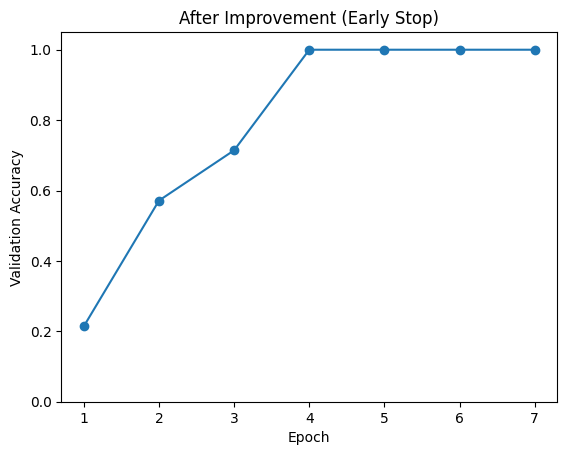 After Improvement (Early Stop)
1.0
0.8
0.6
0.4
0.2
0.0
Validation Accuracy
1 2 3 4 5 6 7
Epoch